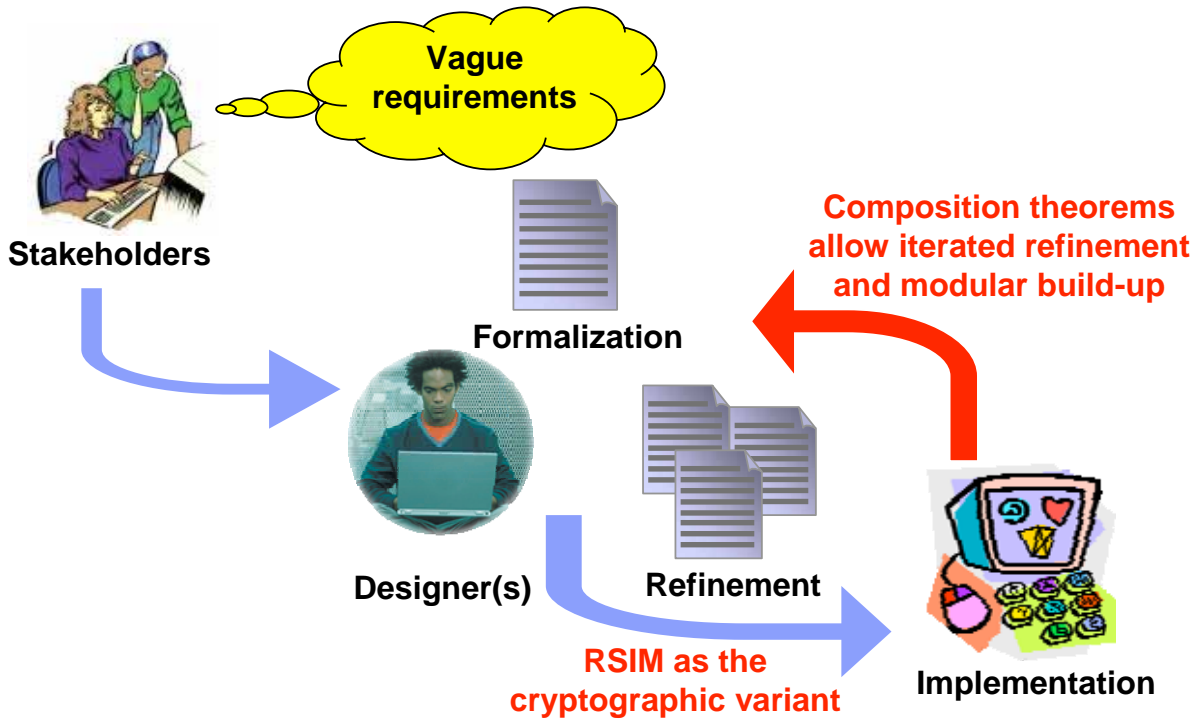 Vague
requirements
Stakeholders
Composition theorems
allow iterated refinement
and modular build-up
Formalization
Designer(s)
Refinement
RSIM as the
cryptographic variant
Implementation